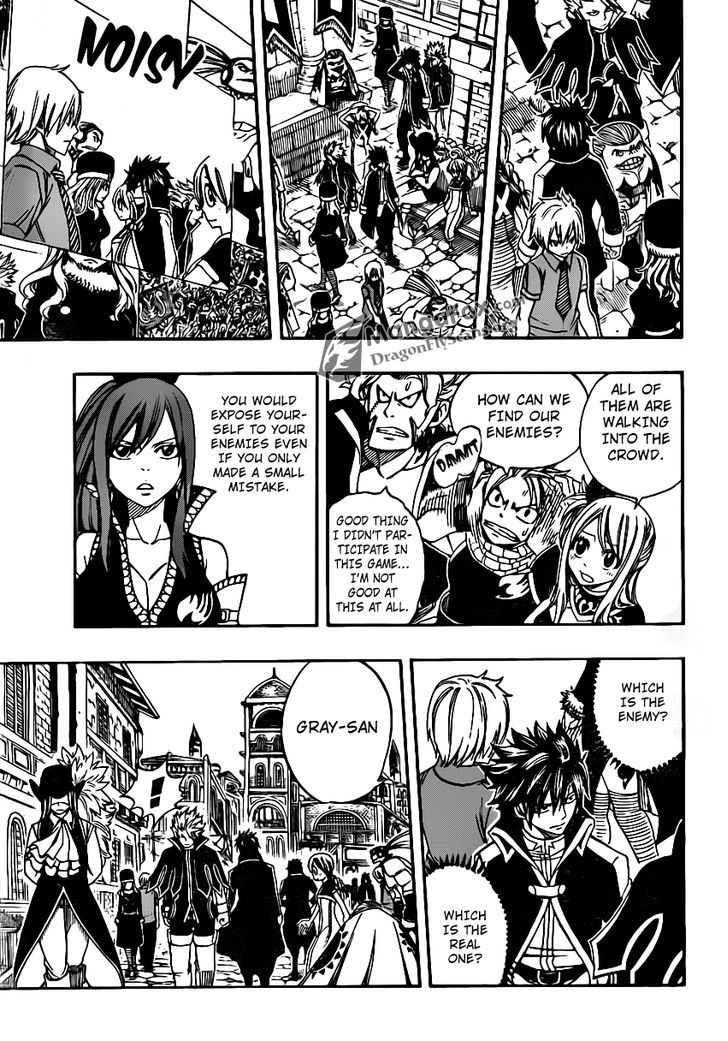 NOISY
MangaFox.com
DragonFlyScans.org
ALL OF
THEM ARE
WALKING
INTO THE
CROWD.
HOW CAN WE
FIND OUR
ENEMIES?
DAMMIT
GOOD THING
I DIDN'T PAR-
TICIPATE IN
THIS GAME...
I'M NOT
GOOD AT
THIS AT ALL.
YOU WOULD
EXPOSE YOUR-
SELF TO YOUR
ENEMIES EVEN
IF YOU ONLY
MADE A SMALL
MISTAKE.
WHICH
IS THE
ENEMY?
WHICH
IS THE
REAL
ONE?
GRAY-SAN